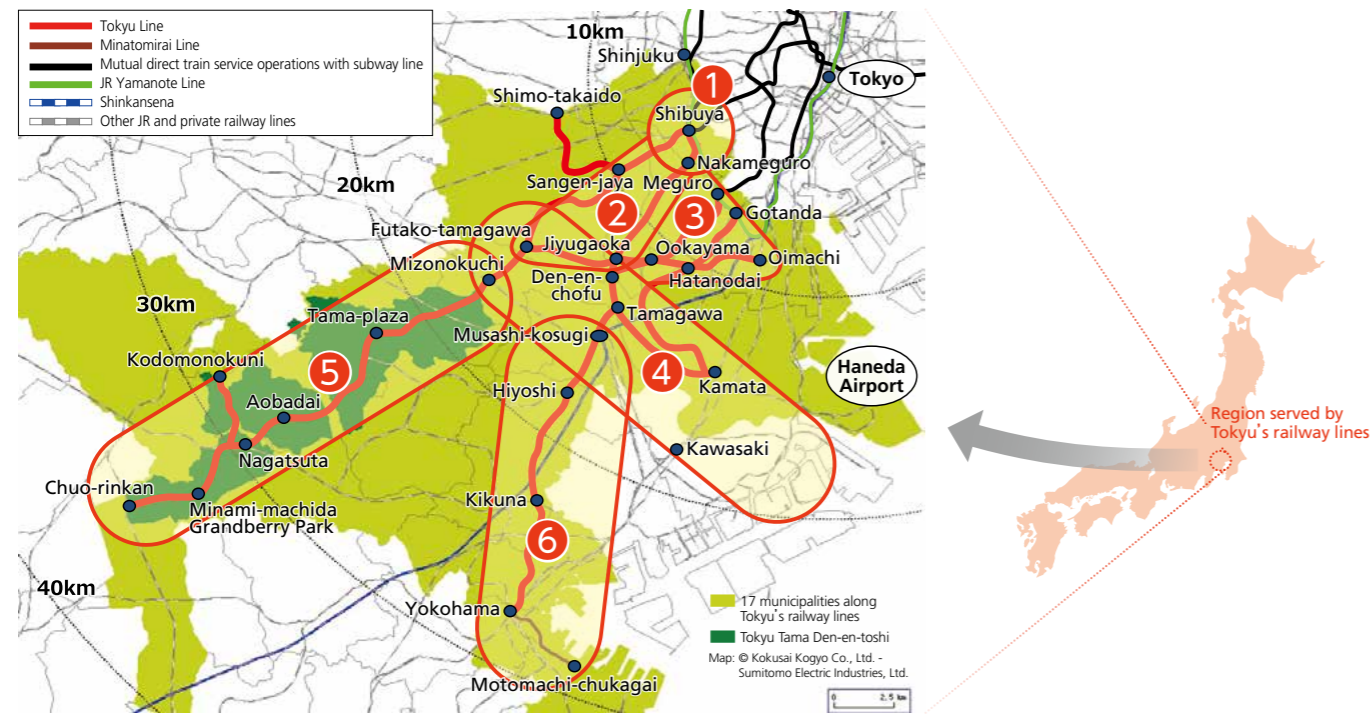 Tokyu Line
Minatomirai Line
Mutual direct train service operations with subway line
JR Yamanote Line
Shinkansena
Other JR and private railway lines
10km
Shinjuku
Tokyo
Shimo-takaido
1
Shibuya
20km
Nakameguro
Sangen-jaya
Meguro
2
3
Gotanda
Futako-tamagawa
Jiyugaoka
Ookayama
Oimachi
Mizonokuchi
Den-en-
chofu
Hatanodai
30km
Tama-plaza
Tamagawa
Musashi-kosugi
Kodomonokuni
5
4
Haneda
Airport
Kamata
Hiyoshi
Aobadai
Nagatsuta
Kawasaki
Chuo-rinkan
Minami-machida
Grandberry Park
Kikuna
6
40km
Yokohama
Motomachi-chukagai
17 municipalities along
Tokyu's railway lines
Tokyu Tama Den-en-toshi
Map: © Kokusai Kogyo Co., Ltd. -
Sumitomo Electric Industries, Ltd.
0 2.5 km
Region served by
Tokyu's railway lines